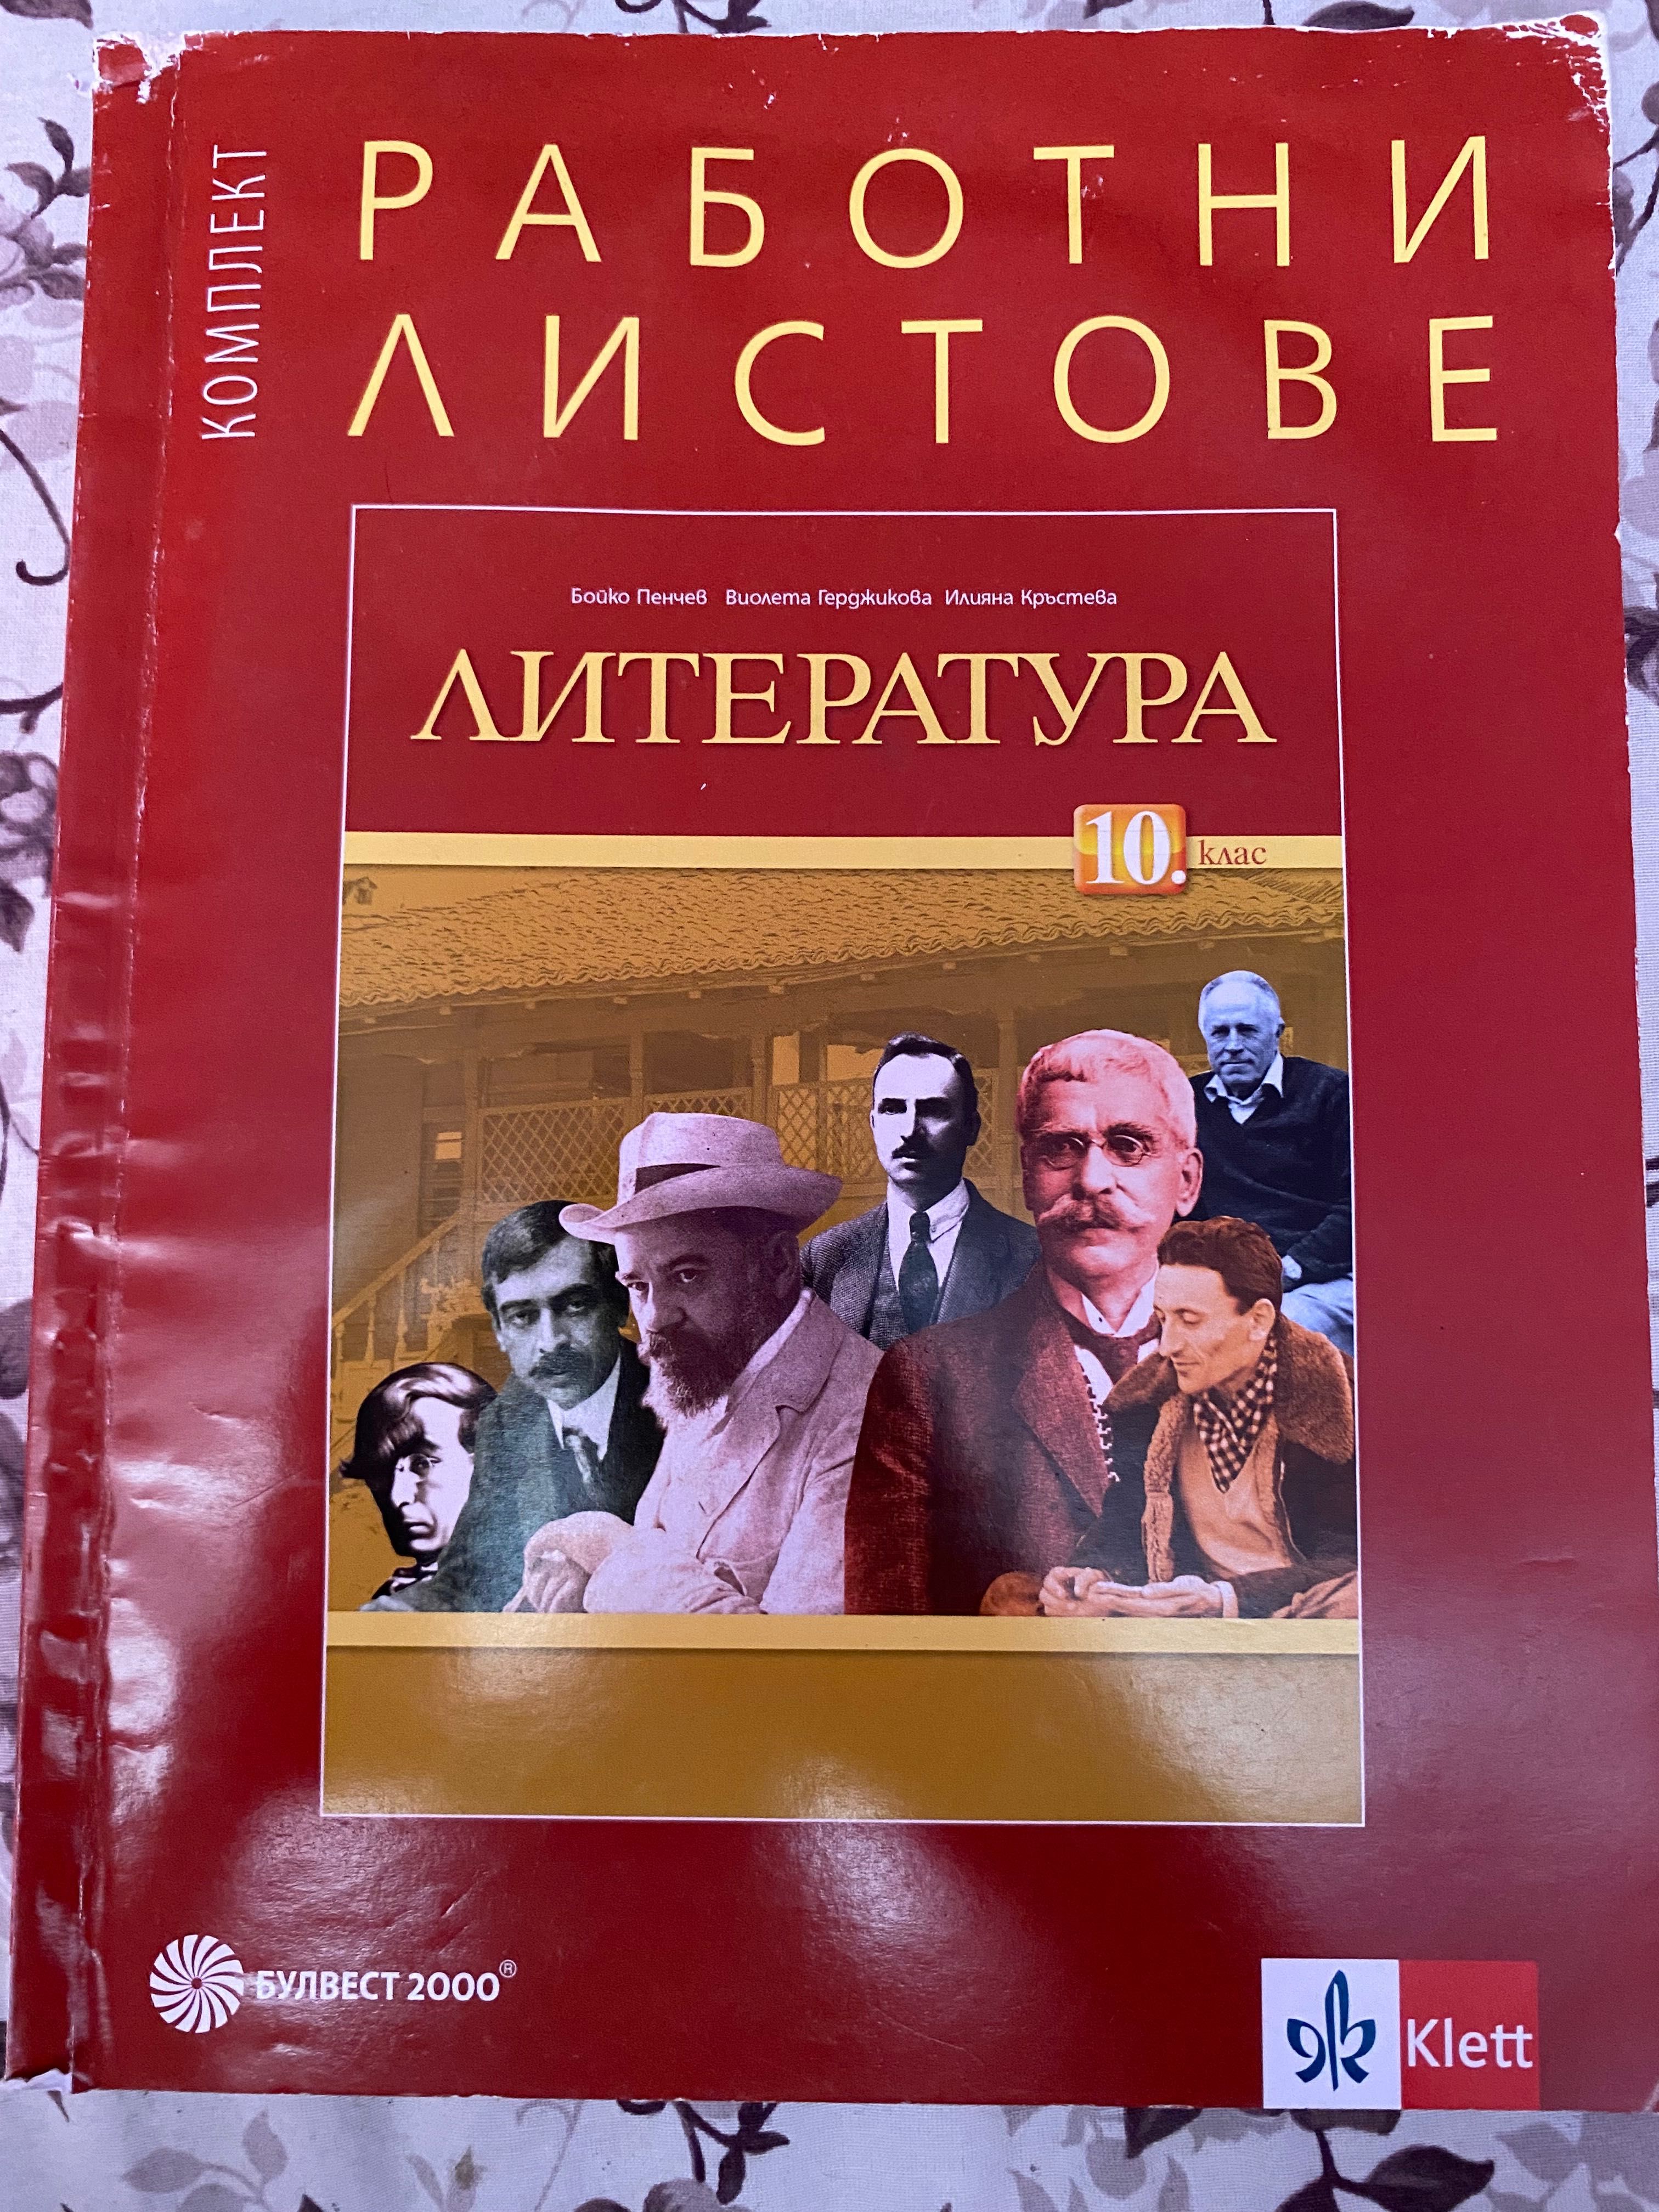 КОМПЛЕКТ
РАБОТНИ
ЛИСТОВЕ
Бойко Пенчев Виолета Герджикова Илияна Кръстева
ЛИТЕРАТУРА
10. клас
БУЛВЕСТ 2000®
Klett